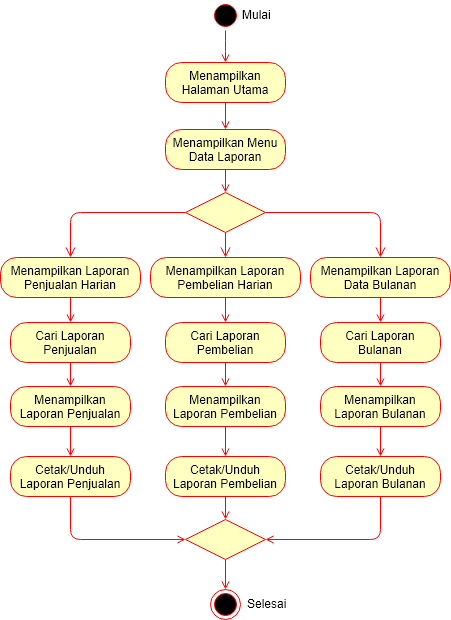 Mulai
Menampilkan
Halaman Utama
Menampilkan Menu
Data Laporan
Menampilkan Laporan
Penjualan Harian
Menampilkan Laporan
Pembelian Harian
Menampilkan Laporan
Data Bulanan
Cari Laporan
Penjualan
Cari Laporan
Pembelian
Cari Laporan
Bulanan
Menampilkan
Laporan Penjualan
Menampilkan
Laporan Pembelian
Menampilkan
Laporan Bulanan
Cetak/Unduh
Laporan Penjualan
Cetak/Unduh
Laporan Pembelian
Cetak/Unduh
Laporan Bulanan
Selesai